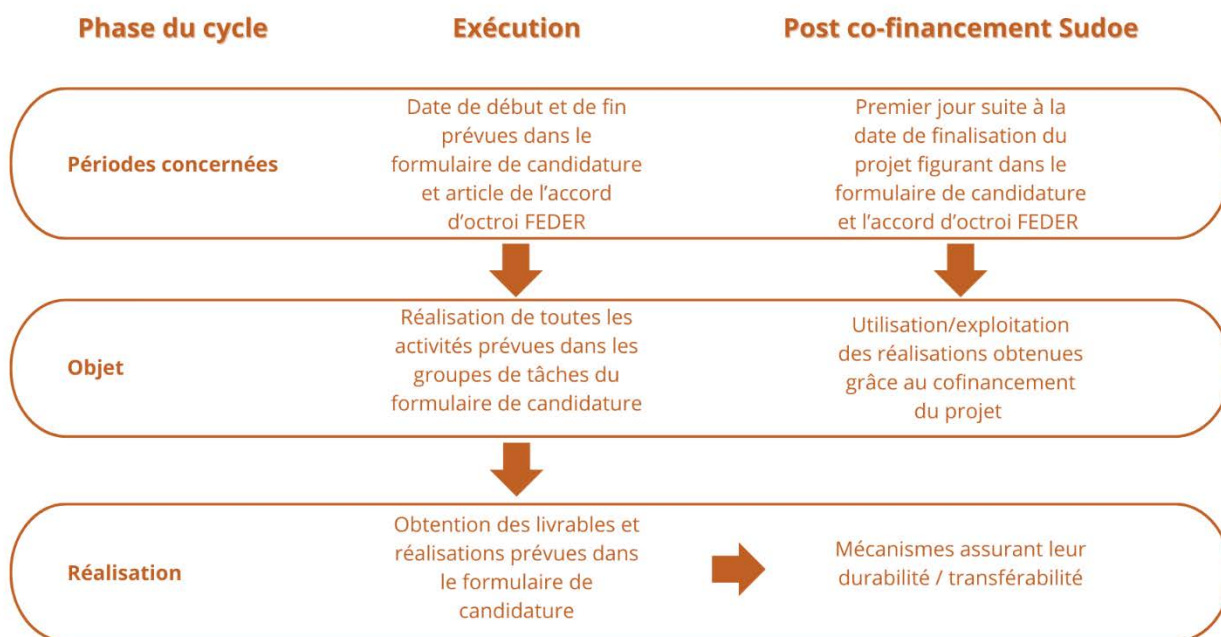 Phase du cycle
Exécution
Post co-financement Sudoe
Périodes concernées
Date de début et de fin
prévues dans le
formulaire de candidature
et article de l’accord
d’octroi FEDER
Premier jour suite à la
date de finalisation du
projet figurant dans le
formulaire de candidature
et l’accord d’octroi FEDER
Objet
Réalisation de toutes les
activités prévues dans les
groupes de tâches du
formulaire de candidature
Utilisation/exploitation
des réalisations obtenues
grâce au cofinancement
du projet
Réalisation
Obtention des livrables et
réalisations prévues dans
le formulaire de
candidature
Mécanismes assurant leur
durabilité / transférabilité